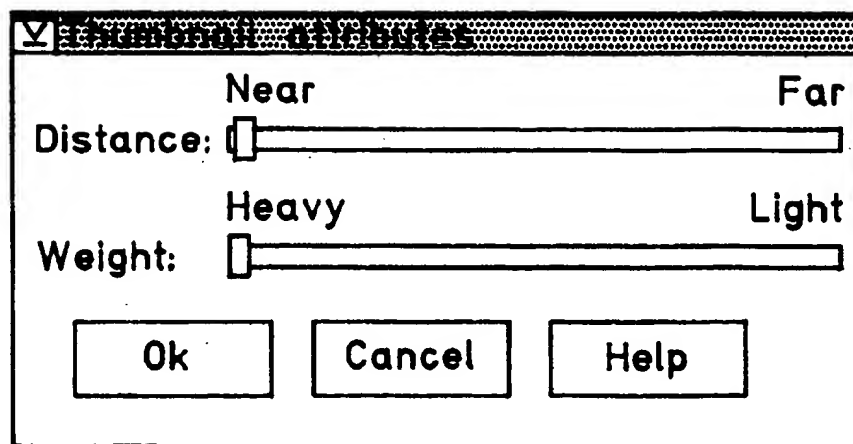 Thumbnail attributes
Near Far
Distance:
Heavy Light
Weight:
Ok Cancel Help